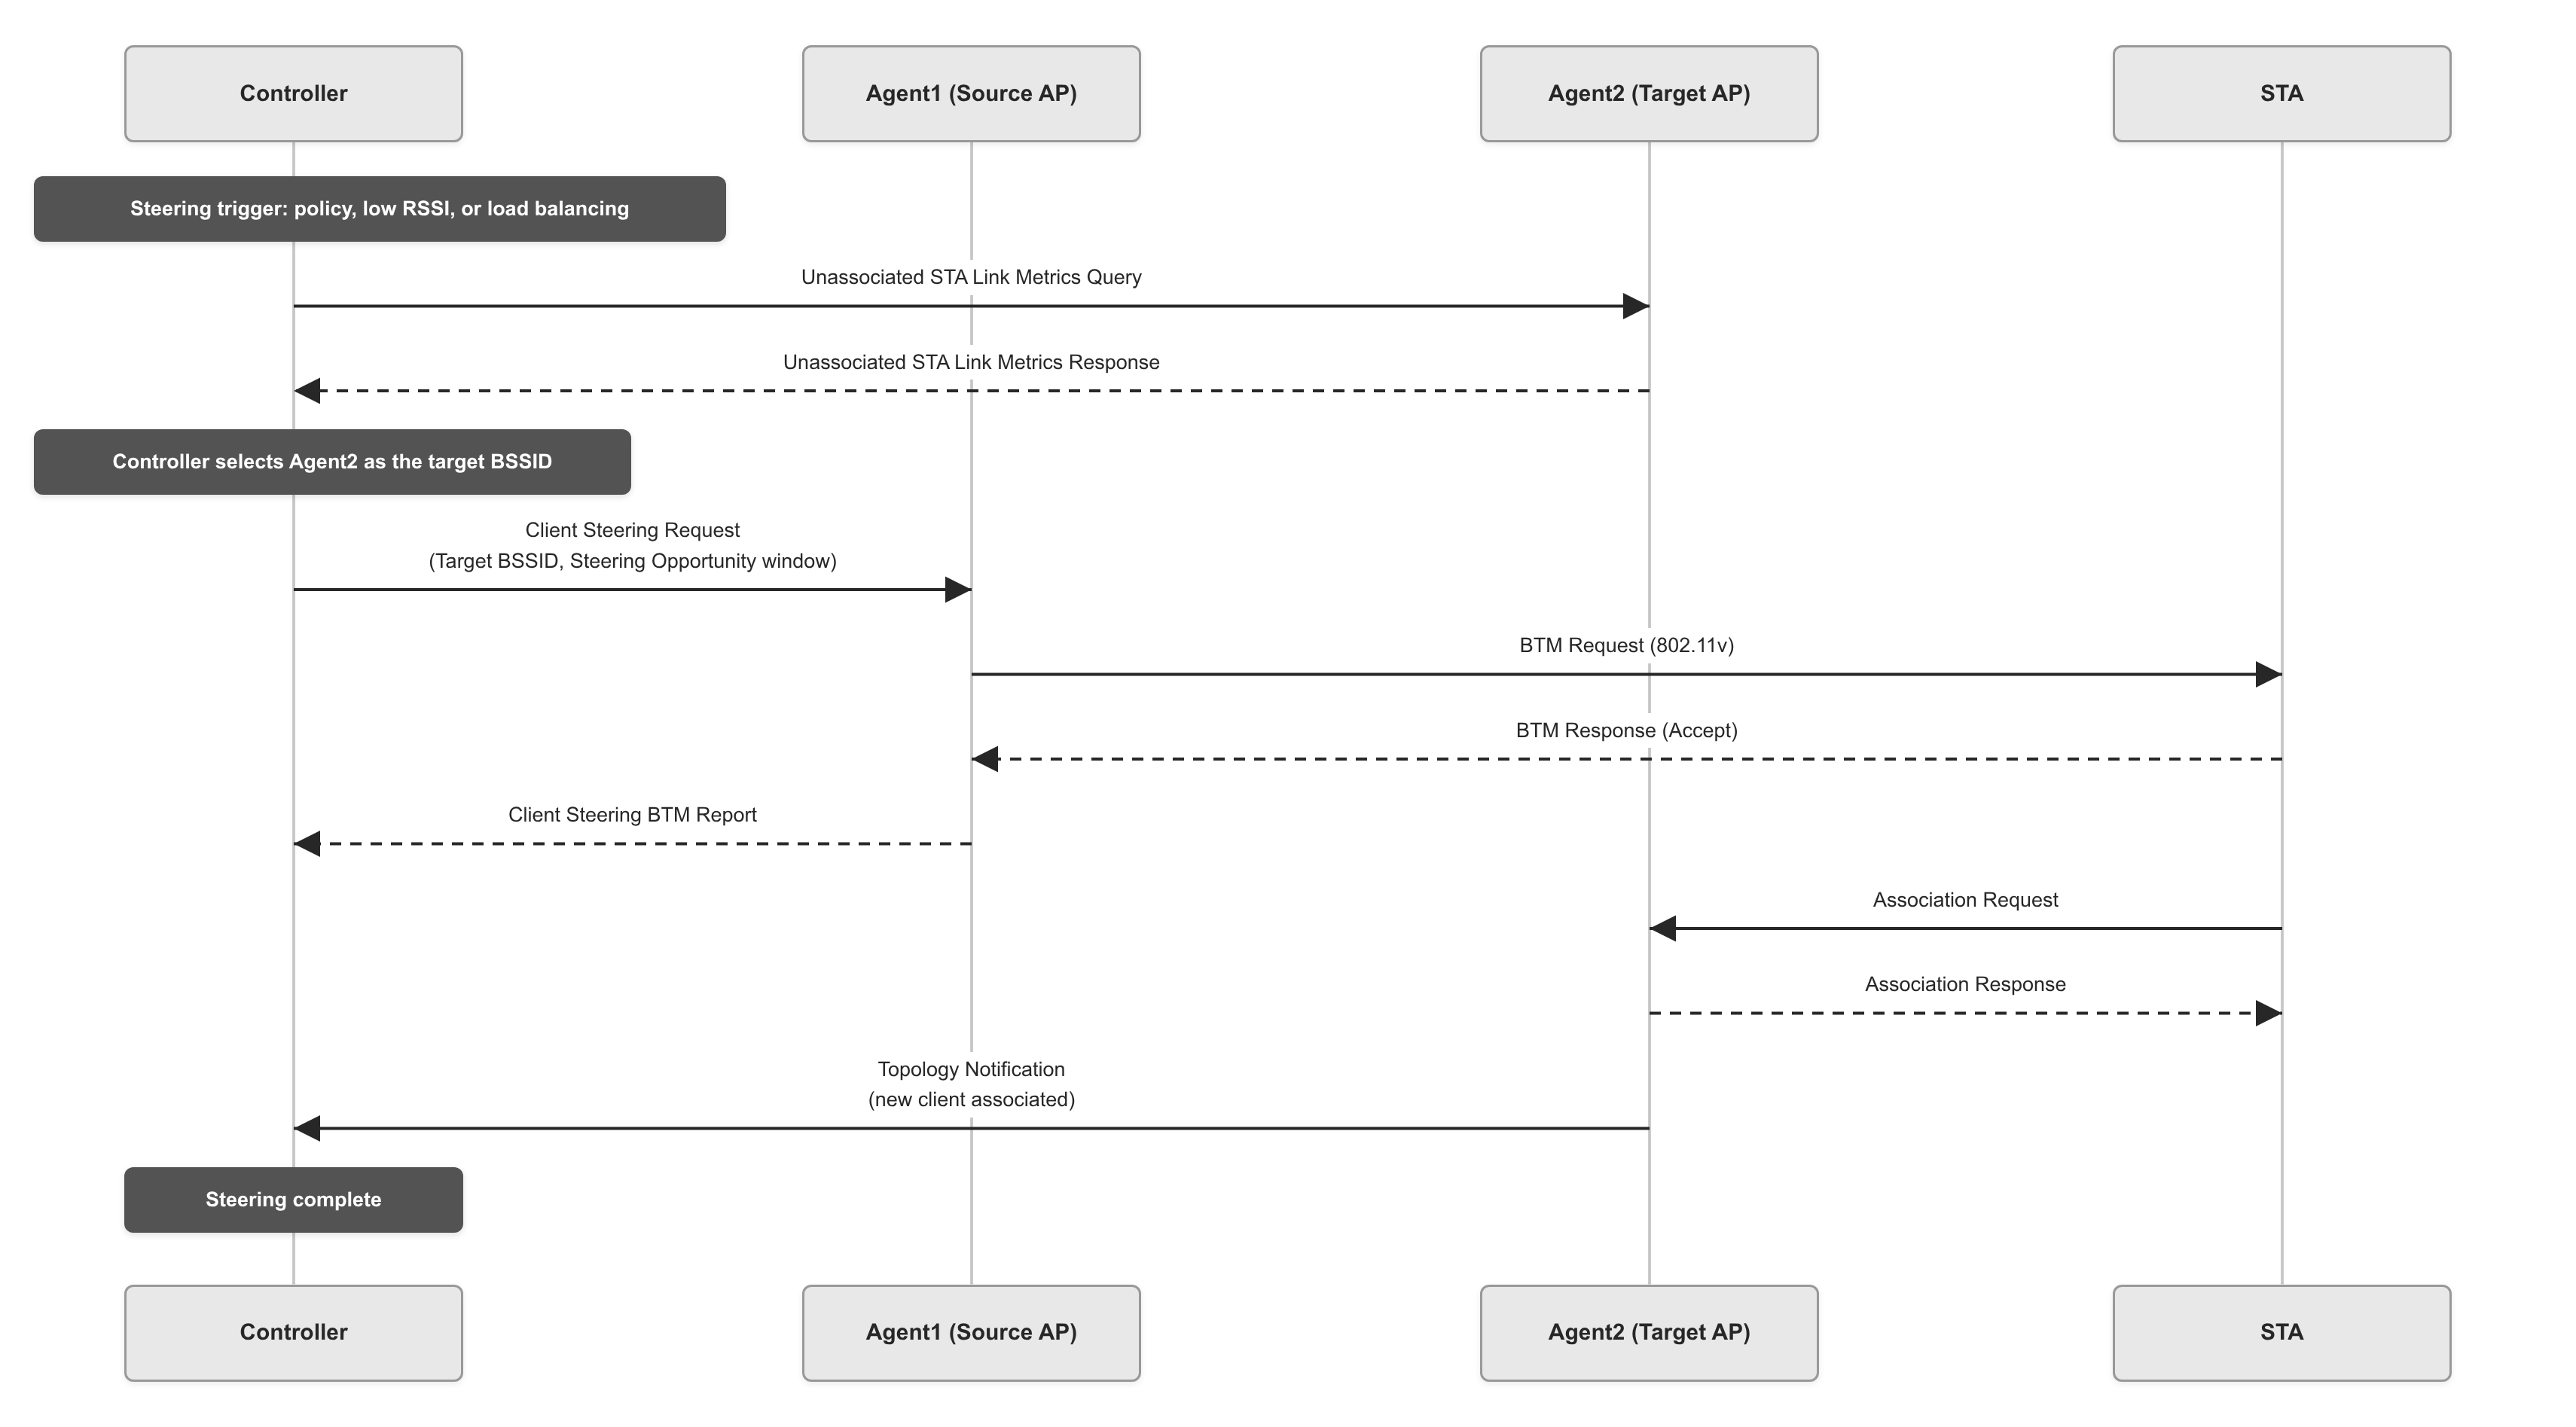 Controller
Agent1 (Source AP)
Agent2 (Target AP)
STA
Steering trigger: policy, low RSSI, or load balancing
Unassociated STA Link Metrics Query
Unassociated STA Link Metrics Response
Controller selects Agent2 as the target BSSID
Client Steering Request
(Target BSSID, Steering Opportunity window)
BTM Request (802.11v)
BTM Response (Accept)
Client Steering BTM Report
Association Request
Association Response
Topology Notification
(new client associated)
Steering complete
Controller
Agent1 (Source AP)
Agent2 (Target AP)
STA